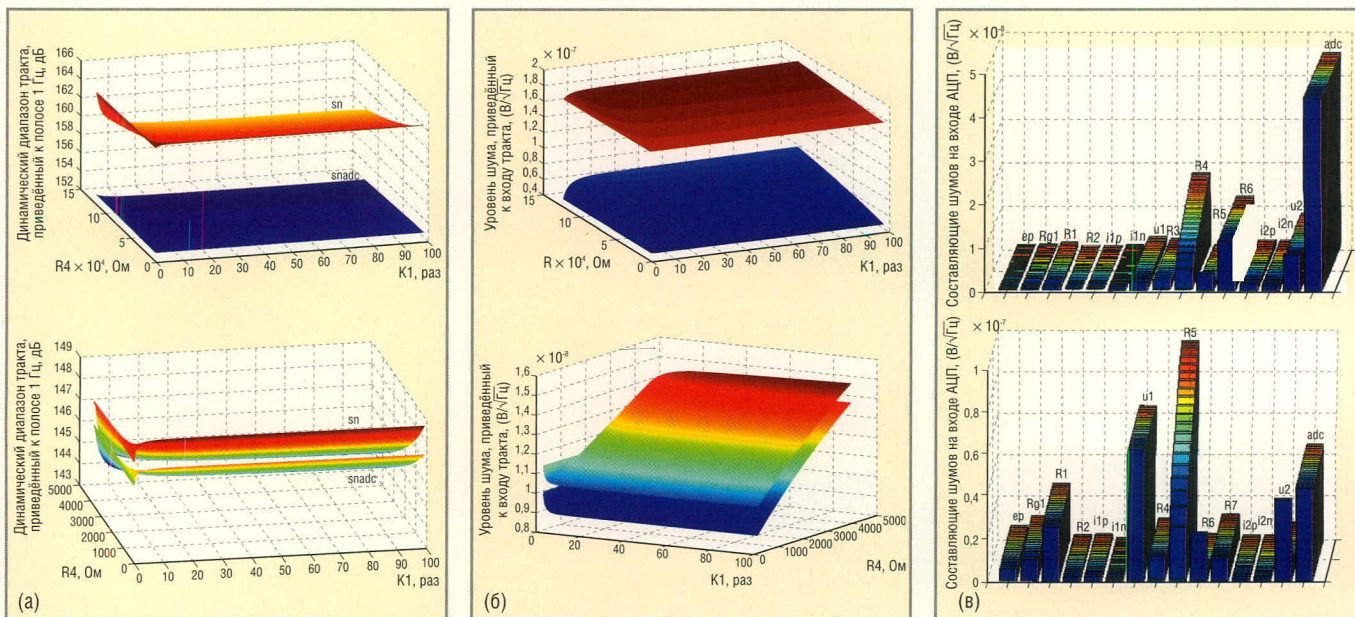 Динамический диапазон тракта,
приведённый к полосе 1 Гц, дБ
166
164
162
160
158
156
154
152
15
10
5
0
R4 × 10⁴, Ом
0
10
20
30
40
50
60
70
80
90
100
K1, раз
sn
snadc
Динамический диапазон тракта,
приведённый к полосе 1 Гц, дБ
149
148
147
146
145
144
143
5000
4000
3000
2000
1000
0
R4, Ом
0
10
20
30
40
50
60
70
80
90
100
K1, раз
sn
snadc
(а)
Уровень шума, приведённый
к входу тракта, (В/√Гц)
× 10⁻⁷
2
1,8
1,6
1,4
1,2
1
0,8
0,6
0,4
15
10
5
0
R × 10⁴, Ом
0
10
20
30
40
50
60
70
80
90
100
K1, раз
Уровень шума, приведённый
к входу тракта, (В/√Гц)
× 10⁻⁸
1,6
1,5
1,4
1,3
1,2
1,1
1
0,9
0,8
0
20
40
60
80
100
K1, раз
0
1000
2000
3000
4000
5000
R4, Ом
(б)
Составляющие шумов на входе АЦП, (В/√Гц)
× 10⁻⁸
5
4
3
2
1
0
ep
Rg1
R1
R2
i1p
i1n
u1
R3
R4
R5
R6
i2p
i2n
u2
adc
Составляющие шумов на входе АЦП, (В/√Гц)
× 10⁻⁷
1
0,8
0,6
0,4
0,2
0
ep
Rg1
R1
R2
i1p
i1n
u1
R4
R5
R6
R7
i2p
i2n
u2
adc
(в)